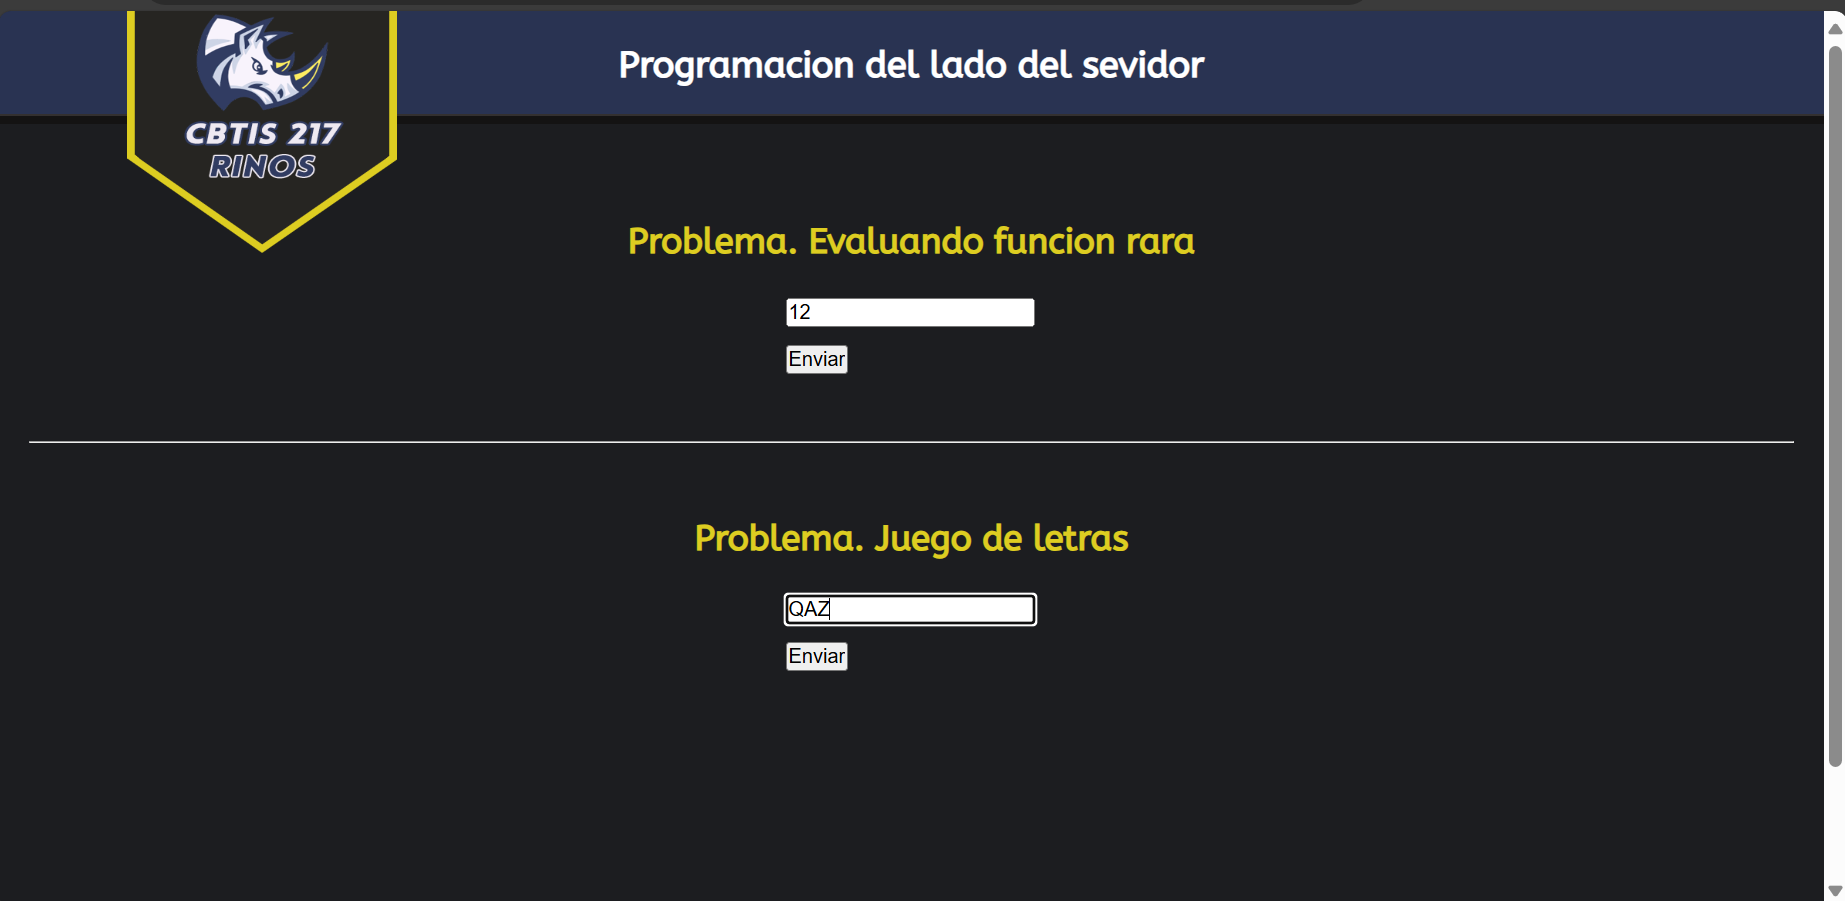 Programacion del lado del sevidor
CBTIS 217
RINOS
Problema. Evaluando funcion rara
12
Enviar
Problema. Juego de letras
QAZ
Enviar